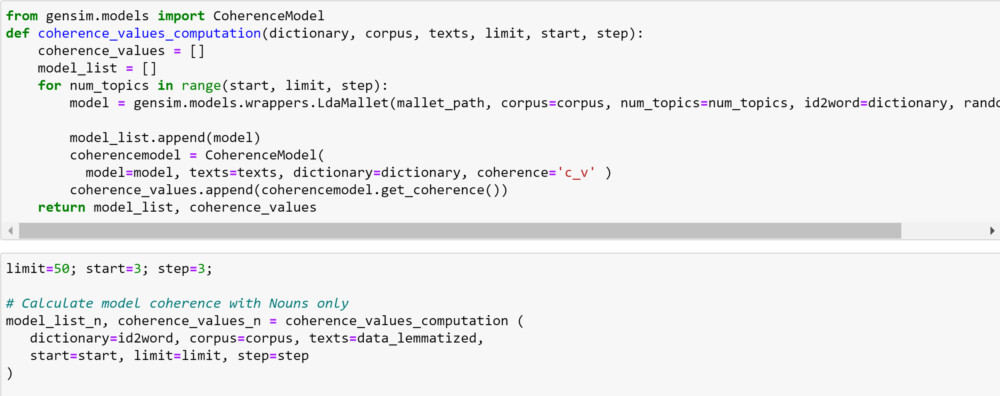 from gensim.models import CoherenceModel
def coherence_values_computation(dictionary, corpus, texts, limit, start, step):
    coherence_values = []
    model_list = []
    for num_topics in range(start, limit, step):
        model = gensim.models.wrappers.LdaMallet(mallet_path, corpus=corpus, num_topics=num_topics, id2word=dictionary,
        model_list.append(model)
        coherencemodel = CoherenceModel(
          model=model, texts=texts, dictionary=dictionary, coherence='c_v' )
        coherence_values.append(coherencemodel.get_coherence())
    return model_list, coherence_values
limit=50; start=3; step=3;
# Calculate model coherence with Nouns only
model_list_n, coherence_values_n = coherence_values_computation (
   dictionary=id2word, corpus=corpus, texts=data_lemmatized,
   start=start, limit=limit, step=step
)